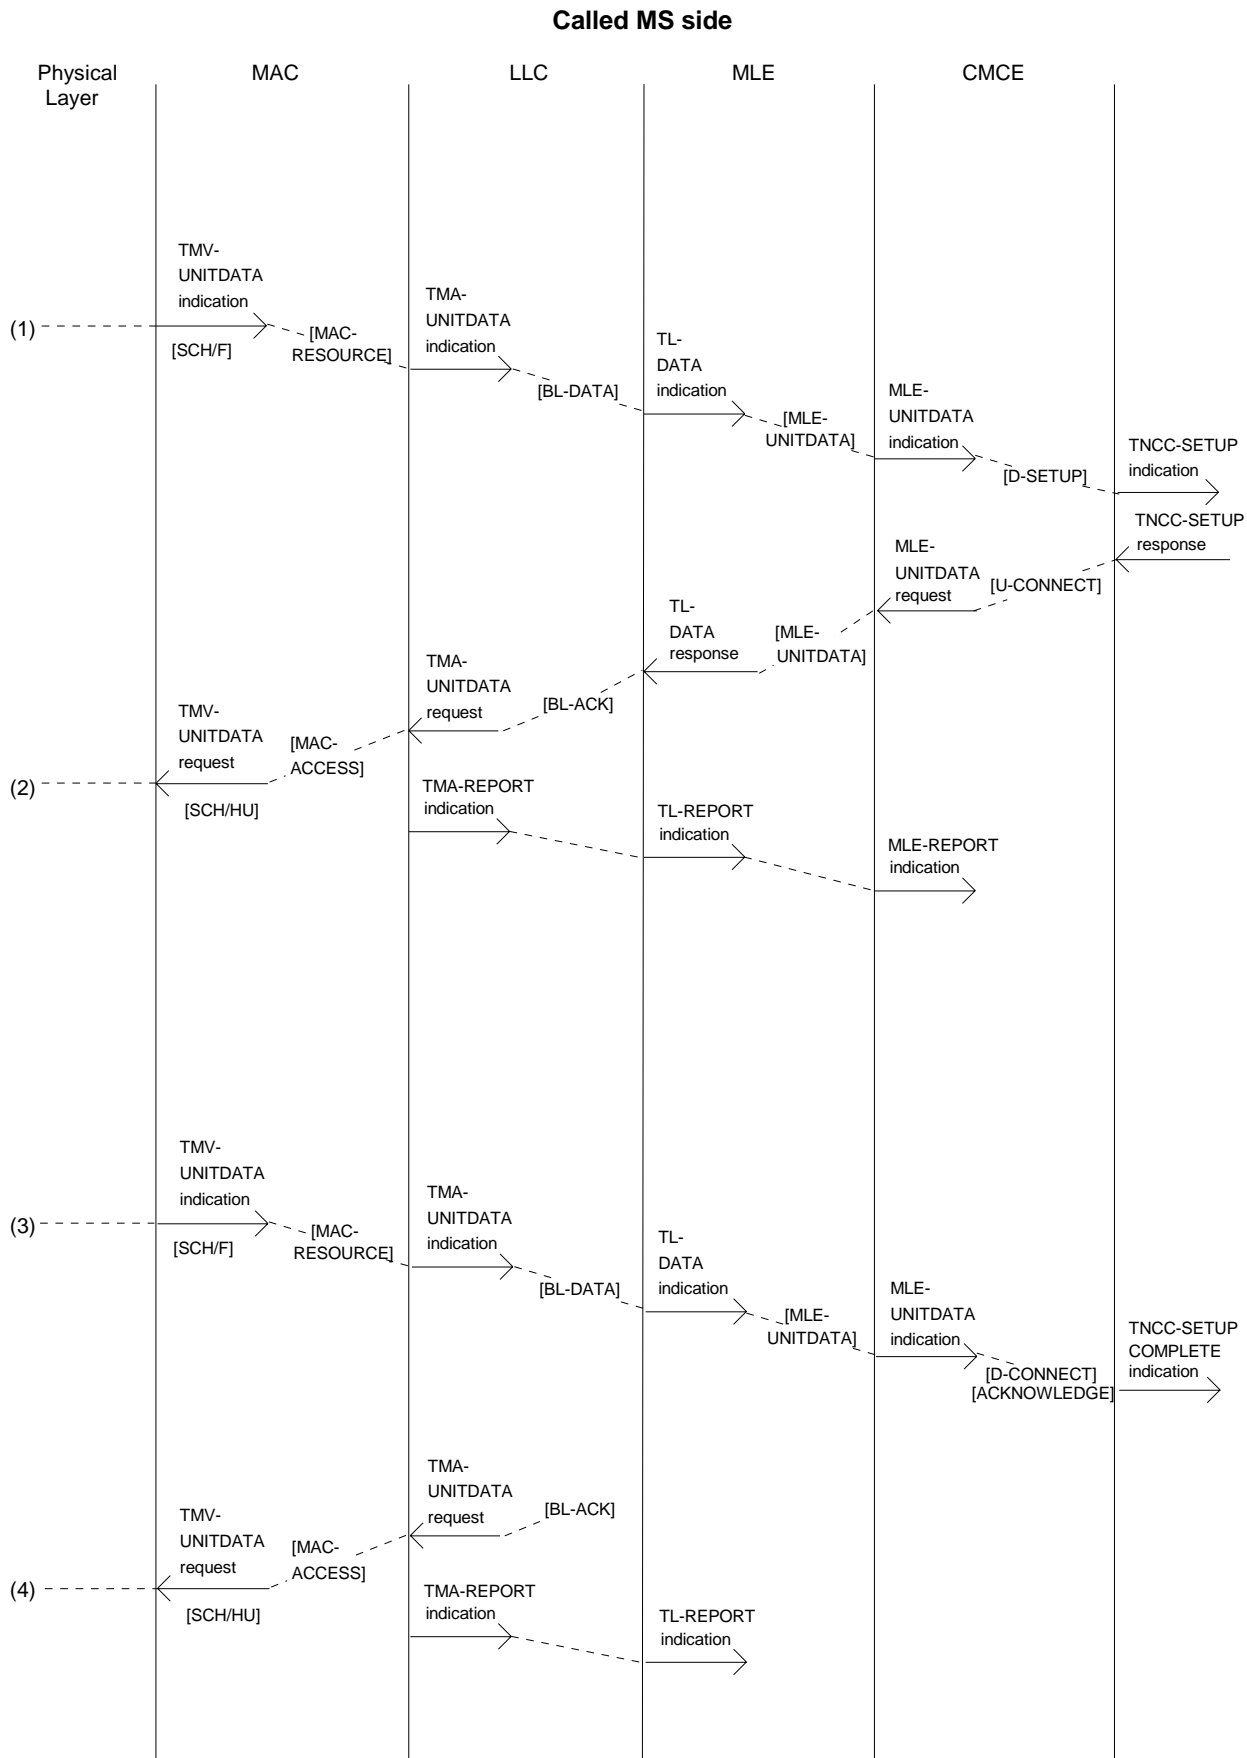 Called MS side
Physical
Layer
MAC
LLC
MLE
CMCE
TMV-
UNITDATA
indication
(1)
[SCH/F]
[MAC-
RESOURCE]
TMA-
UNITDATA
indication
[BL-DATA]
TL-
DATA
indication
[MLE-
UNITDATA]
MLE-
UNITDATA
indication
[D-SETUP]
TNCC-SETUP
indication
TNCC-SETUP
response
[U-CONNECT]
MLE-
UNITDATA
request
[MLE-
UNITDATA]
TL-
DATA
response
[BL-ACK]
TMA-
UNITDATA
request
[MAC-
ACCESS]
TMV-
UNITDATA
request
(2)
[SCH/HU]
TMA-REPORT
indication
TL-REPORT
indication
MLE-REPORT
indication
TMV-
UNITDATA
indication
(3)
[SCH/F]
[MAC-
RESOURCE]
TMA-
UNITDATA
indication
[BL-DATA]
TL-
DATA
indication
[MLE-
UNITDATA]
MLE-
UNITDATA
indication
[D-CONNECT]
[ACKNOWLEDGE]
TNCC-SETUP
COMPLETE
indication
TMA-
UNITDATA
request
[BL-ACK]
TMV-
UNITDATA
request
[MAC-
ACCESS]
(4)
[SCH/HU]
TMA-REPORT
indication
TL-REPORT
indication